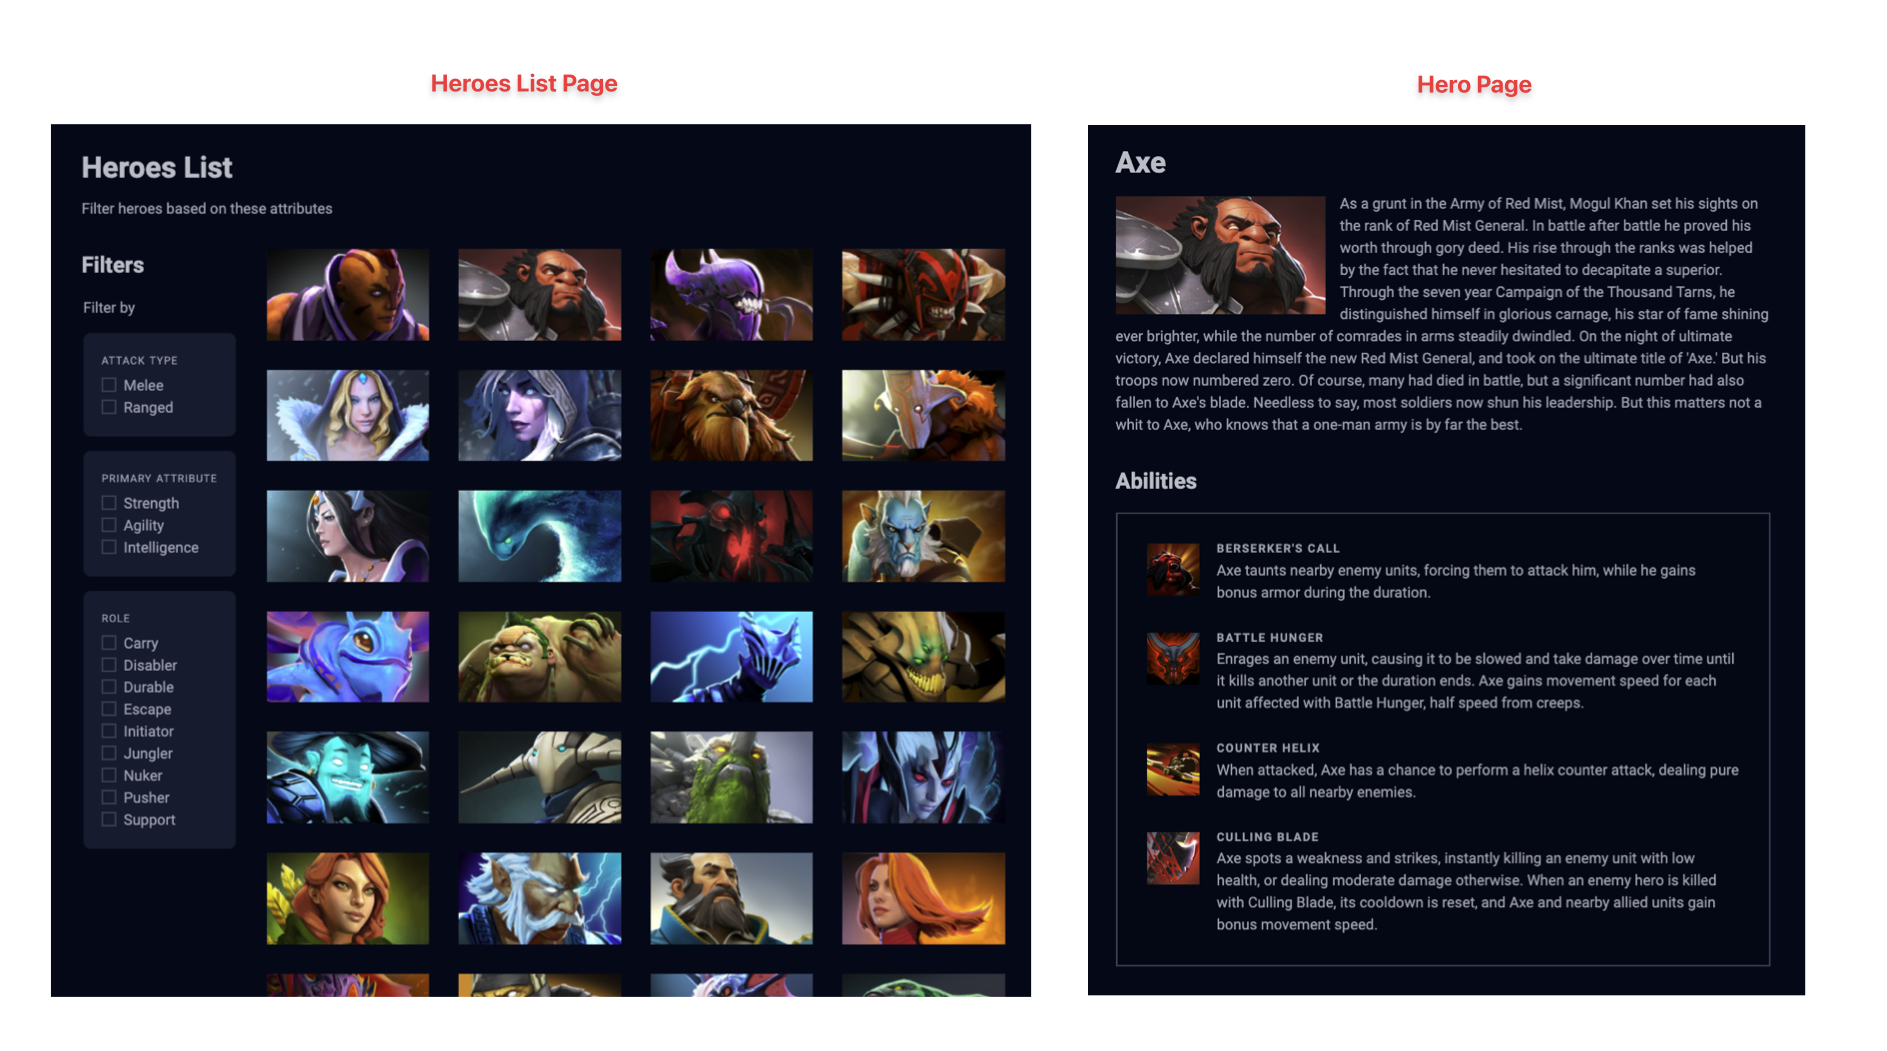 Heroes List Page
Heroes List
Filter heroes based on these attributes
Filters
Filter by
ATTACK TYPE
Melee
Ranged
PRIMARY ATTRIBUTE
Strength
Agility
Intelligence
ROLE
Carry
Disabler
Durable
Escape
Initiator
Jungler
Nuker
Pusher
Support
Hero Page
Axe
As a grunt in the Army of Red Mist, Mogul Khan set his sights on
the rank of Red Mist General. In battle after battle he proved his
worth through gory deed. His rise through the ranks was helped
by the fact that he never hesitated to decapitate a superior.
Through the seven year Campaign of the Thousand Tarns, he
distinguished himself in glorious carnage, his star of fame shining
ever brighter, while the number of comrades in arms steadily dwindled. On the night of ultimate
victory, Axe declared himself the new Red Mist General, and took on the ultimate title of 'Axe.' But his
troops now numbered zero. Of course, many had died in battle, but a significant number had also
fallen to Axe's blade. Needless to say, most soldiers now shun his leadership. But this matters not a
whit to Axe, who knows that a one-man army is by far the best.
Abilities
BERSERKER'S CALL
Axe taunts nearby enemy units, forcing them to attack him, while he gains
bonus armor during the duration.
BATTLE HUNGER
Enrages an enemy unit, causing it to be slowed and take damage over time until
it kills another unit or the duration ends. Axe gains movement speed for each
unit affected with Battle Hunger, half speed from creeps.
COUNTER HELIX
When attacked, Axe has a chance to perform a helix counter attack, dealing pure
damage to all nearby enemies.
CULLING BLADE
Axe spots a weakness and strikes, instantly killing an enemy unit with low
health, or dealing moderate damage otherwise. When an enemy hero is killed
with Culling Blade, its cooldown is reset, and Axe and nearby allied units gain
bonus movement speed.